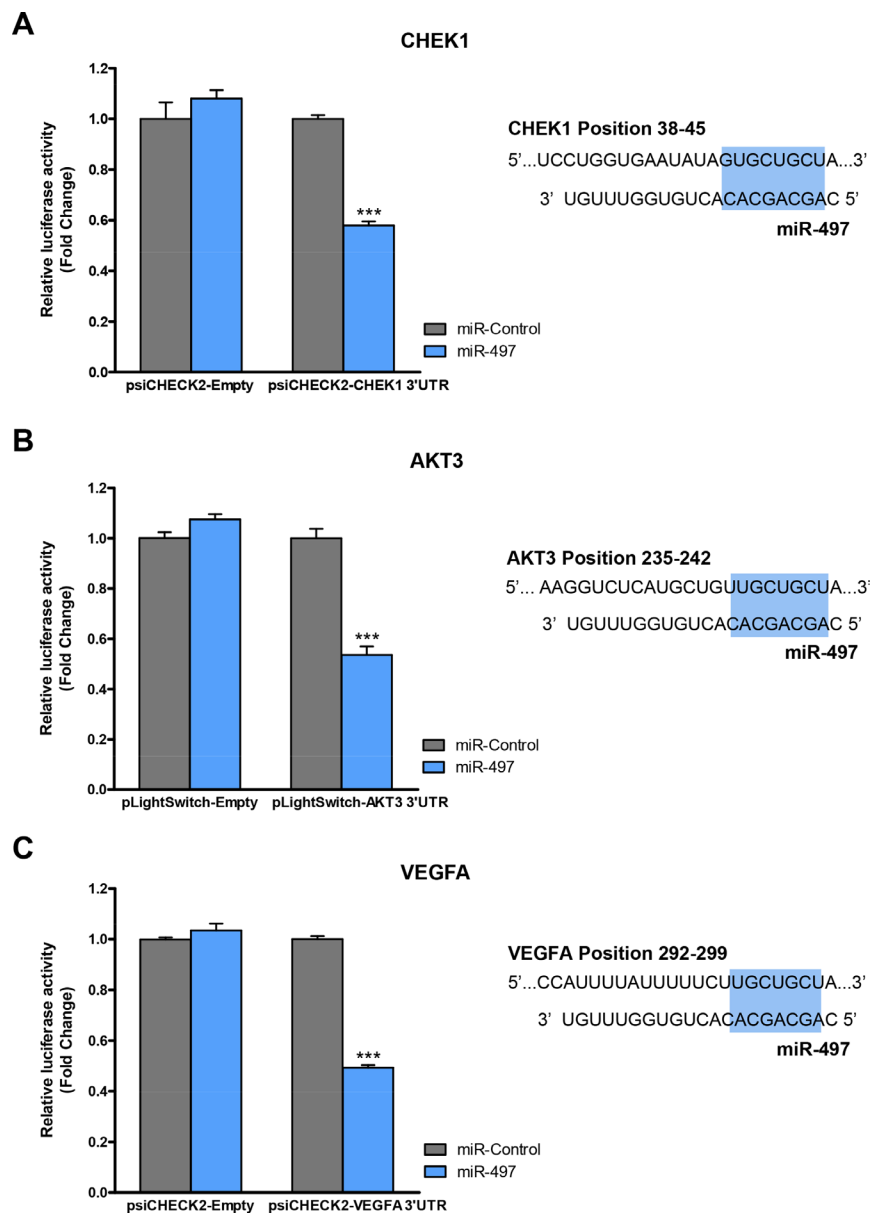 A
CHEK1
Relative luciferase activity
(Fold Change)
1.2
1.0
0.8
0.6
0.4
0.2
0.0
***
psiCHECK2-Empty
psiCHECK2-CHEK1 3'UTR
miR-Control
miR-497
CHEK1 Position 38-45
5’...UCCUGGUGAAUAUAGUGCUGCUA...3’
3’ UGUUUGGUGUCACACGACGAC 5’
miR-497
B
AKT3
Relative luciferase activity
(Fold Change)
1.2
1.0
0.8
0.6
0.4
0.2
0.0
***
pLightSwitch-Empty
pLightSwitch-AKT3 3'UTR
miR-Control
miR-497
AKT3 Position 235-242
5’... AAGGUCUCAUGCUGUUGCUGCUA...3’
3’ UGUUUGGUGUCACACGACGAC 5’
miR-497
C
VEGFA
Relative luciferase activity
(Fold Change)
1.2
1.0
0.8
0.6
0.4
0.2
0.0
***
psiCHECK2-Empty
psiCHECK2-VEGFA 3'UTR
miR-Control
miR-497
VEGFA Position 292-299
5’...CCAUUUUAUUUUUCUUGCUGCUA...3’
3’ UGUUUGGUGUCACACGACGAC 5’
miR-497